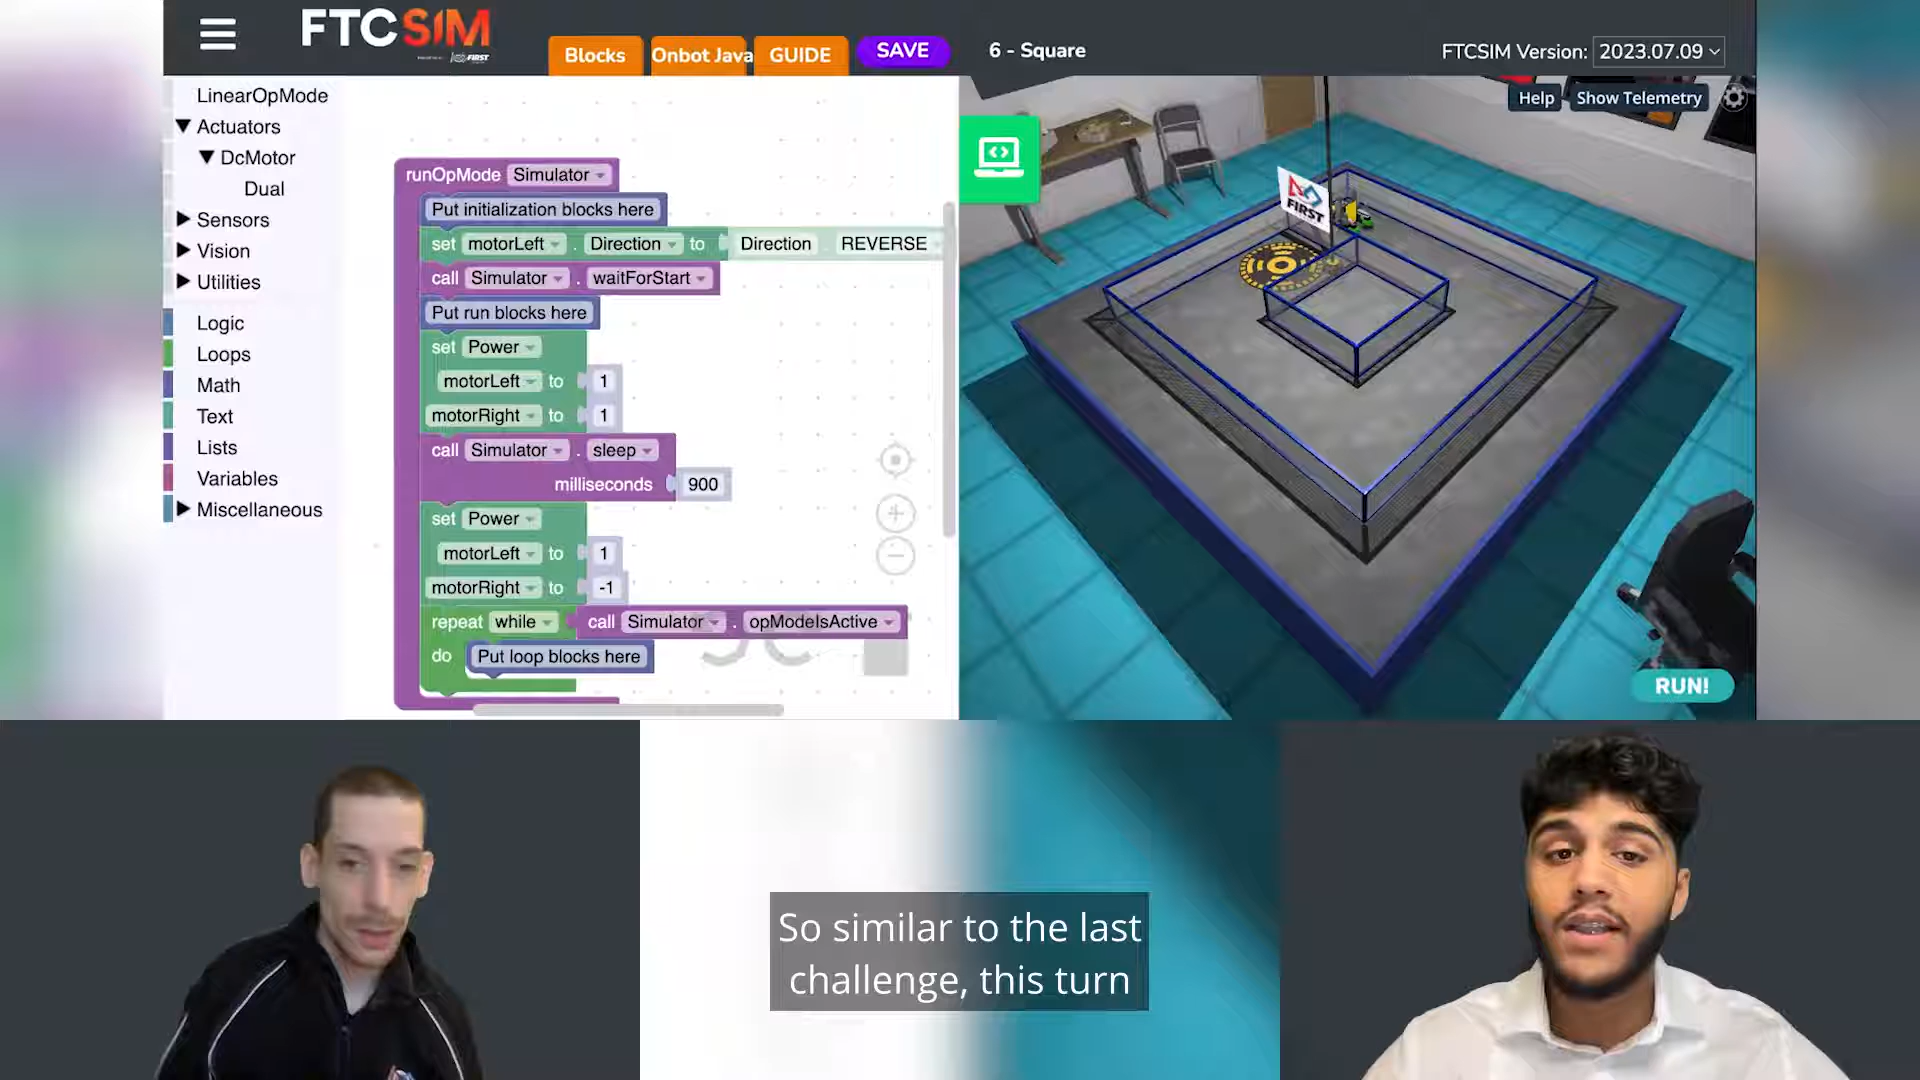 FTCSIM
FIRST
Blocks
Onbot Java
GUIDE
SAVE
6 - Square
FTCSIM Version: 2023.07.09
LinearOpMode
Actuators
DcMotor
Dual
Sensors
Vision
Utilities
Logic
Loops
Math
Text
Lists
Variables
Miscellaneous
runOpMode Simulator
Put initialization blocks here
set motorLeft . Direction to Direction . REVERSE
call Simulator . waitForStart
Put run blocks here
set Power
motorLeft to 1
motorRight to 1
call Simulator . sleep
milliseconds 900
set Power
motorLeft to 1
motorRight to -1
repeat while call Simulator . opModeIsActive
do Put loop blocks here
Help
Show Telemetry
FIRST
RUN!
So similar to the last
challenge, this turn